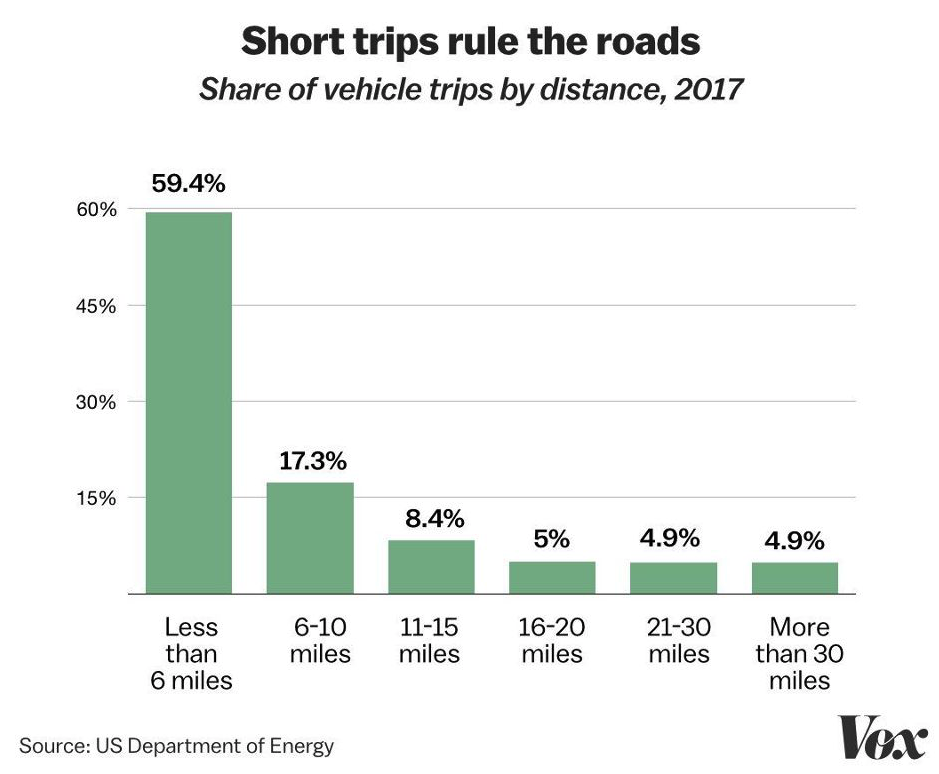 Short trips rule the roads
Share of vehicle trips by distance, 2017
59.4%
60%
45%
30%
17.3%
15%
8.4%
5%
4.9%
4.9%
Less
than
6 miles
6-10
miles
11-15
miles
16-20
miles
21-30
miles
More
than 30
miles
Source: US Department of Energy
Vox